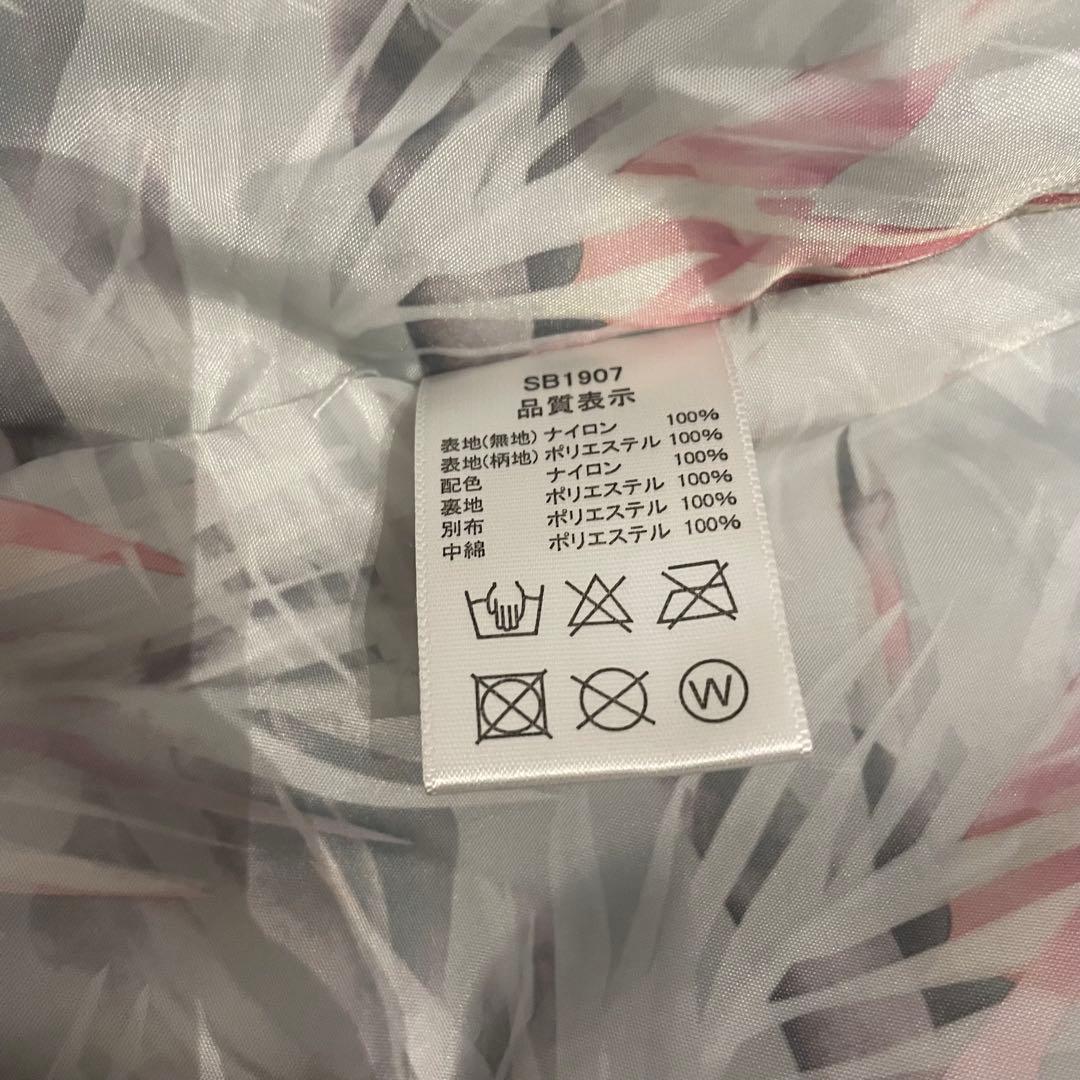 SB1907
品質表示
表地(無地) ナイロン 100%
表地(柄地) ポリエステル 100%
配色 ナイロン 100%
裏地 ポリエステル 100%
別布 ポリエステル 100%
中綿 ポリエステル 100%
W